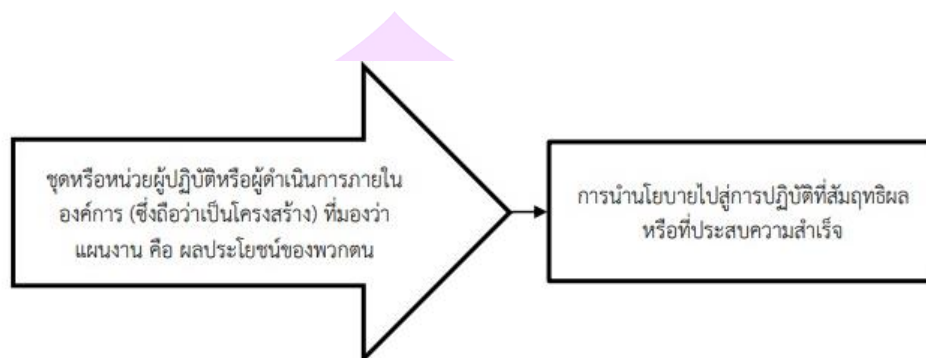 ชุดหรือหน่วยผู้ปฏิบัติหรือผู้ดำเนินการภายใน
องค์การ (ซึ่งถือว่าเป็นโครงสร้าง) ที่มองว่า
แผนงาน คือ ผลประโยชน์ของพวกตน
การนำนโยบายไปสู่การปฏิบัติที่สัมฤทธิผล
หรือที่ประสบความสำเร็จ